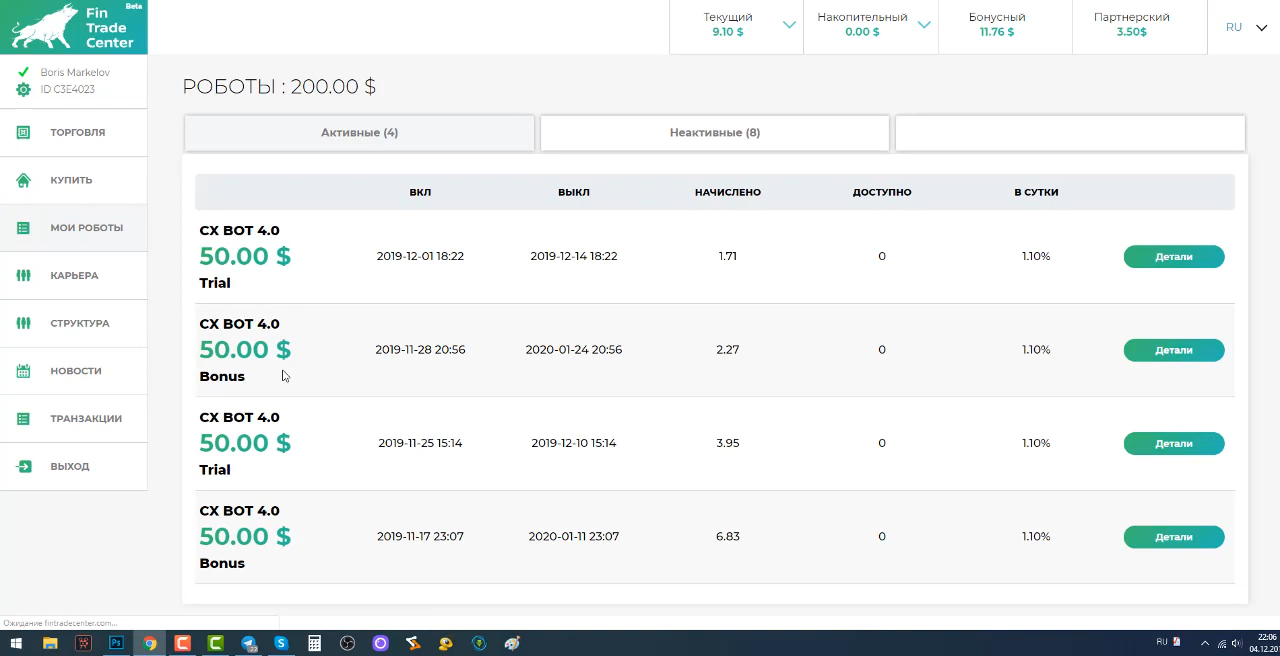 Fin
Trade
Center
Beta
Текущий
9.10 $
Накопительный
0.00 $
Бонусный
11.76 $
Партнерский
3.50$
RU
Boris Markelov
ID C3E4023
ТОРГОВЛЯ
КУПИТЬ
МОИ РОБОТЫ
КАРЬЕРА
СТРУКТУРА
НОВОСТИ
ТРАНЗАКЦИИ
ВЫХОД
РОБОТЫ : 200.00 $
Активные (4)
Неактивные (8)
ВКЛ ВЫКЛ НАЧИСЛЕНО ДОСТУПНО В СУТКИ
CX BOT 4.0
50.00 $ 2019-12-01 18:22 2019-12-14 18:22 1.71 0 1.10% Детали
Trial
CX BOT 4.0
50.00 $ 2019-11-28 20:56 2020-01-24 20:56 2.27 0 1.10% Детали
Bonus
CX BOT 4.0
50.00 $ 2019-11-25 15:14 2019-12-10 15:14 3.95 0 1.10% Детали
Trial
CX BOT 4.0
50.00 $ 2019-11-17 23:07 2020-01-11 23:07 6.83 0 1.10% Детали
Bonus
Ожидание fintradecenter.com...
Ps
RU
22:06
04.12.20